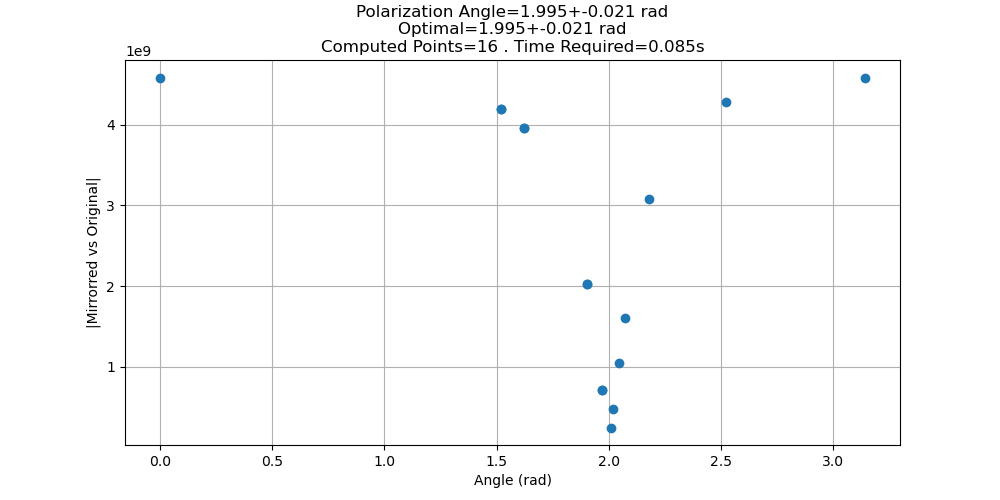 Polarization Angle=1.995+-0.021 rad
Optimal=1.995+-0.021 rad
Computed Points=16 . Time Required=0.085s
1e9
4
3
2
1
|Mirrorred vs Original|
0.0 0.5 1.0 1.5 2.0 2.5 3.0
Angle (rad)